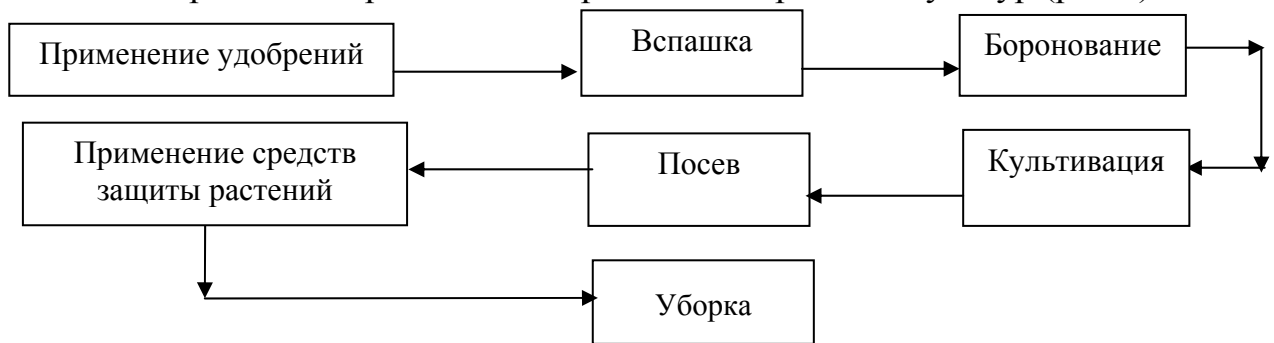 Применение удобрений
Вспашка
Боронование
Применение средств
защиты растений
Посев
Культивация
Уборка